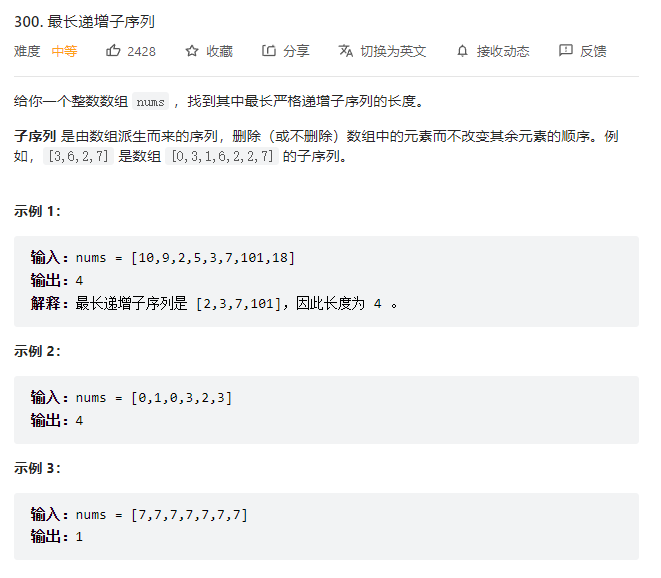 300. 最长递增子序列
难度 中等 2428 收藏 分享 切换为英文 接收动态 反馈
给你一个整数数组 nums ，找到其中最长严格递增子序列的长度。
子序列 是由数组派生而来的序列，删除（或不删除）数组中的元素而不改变其余元素的顺序。例
如，[3,6,2,7] 是数组 [0,3,1,6,2,2,7] 的子序列。
示例 1：
输入：nums = [10,9,2,5,3,7,101,18]
输出：4
解释：最长递增子序列是 [2,3,7,101]，因此长度为 4 。
示例 2：
输入：nums = [0,1,0,3,2,3]
输出：4
示例 3：
输入：nums = [7,7,7,7,7,7,7]
输出：1